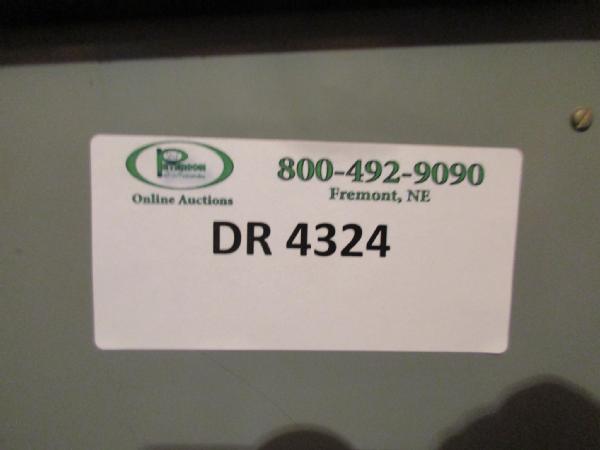 800-492-9090
Fremont, NE
Online Auctions
DR 4324